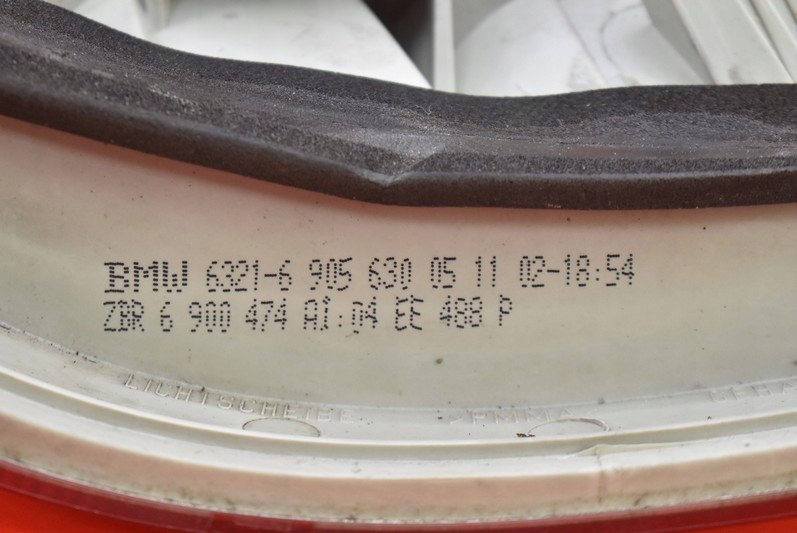 BMW 6321-6 905 630 05 11 02-18:54
ZBR 6 900 474 AI:04 EE 488 P
LICHTSCHEIBE >PMMA<